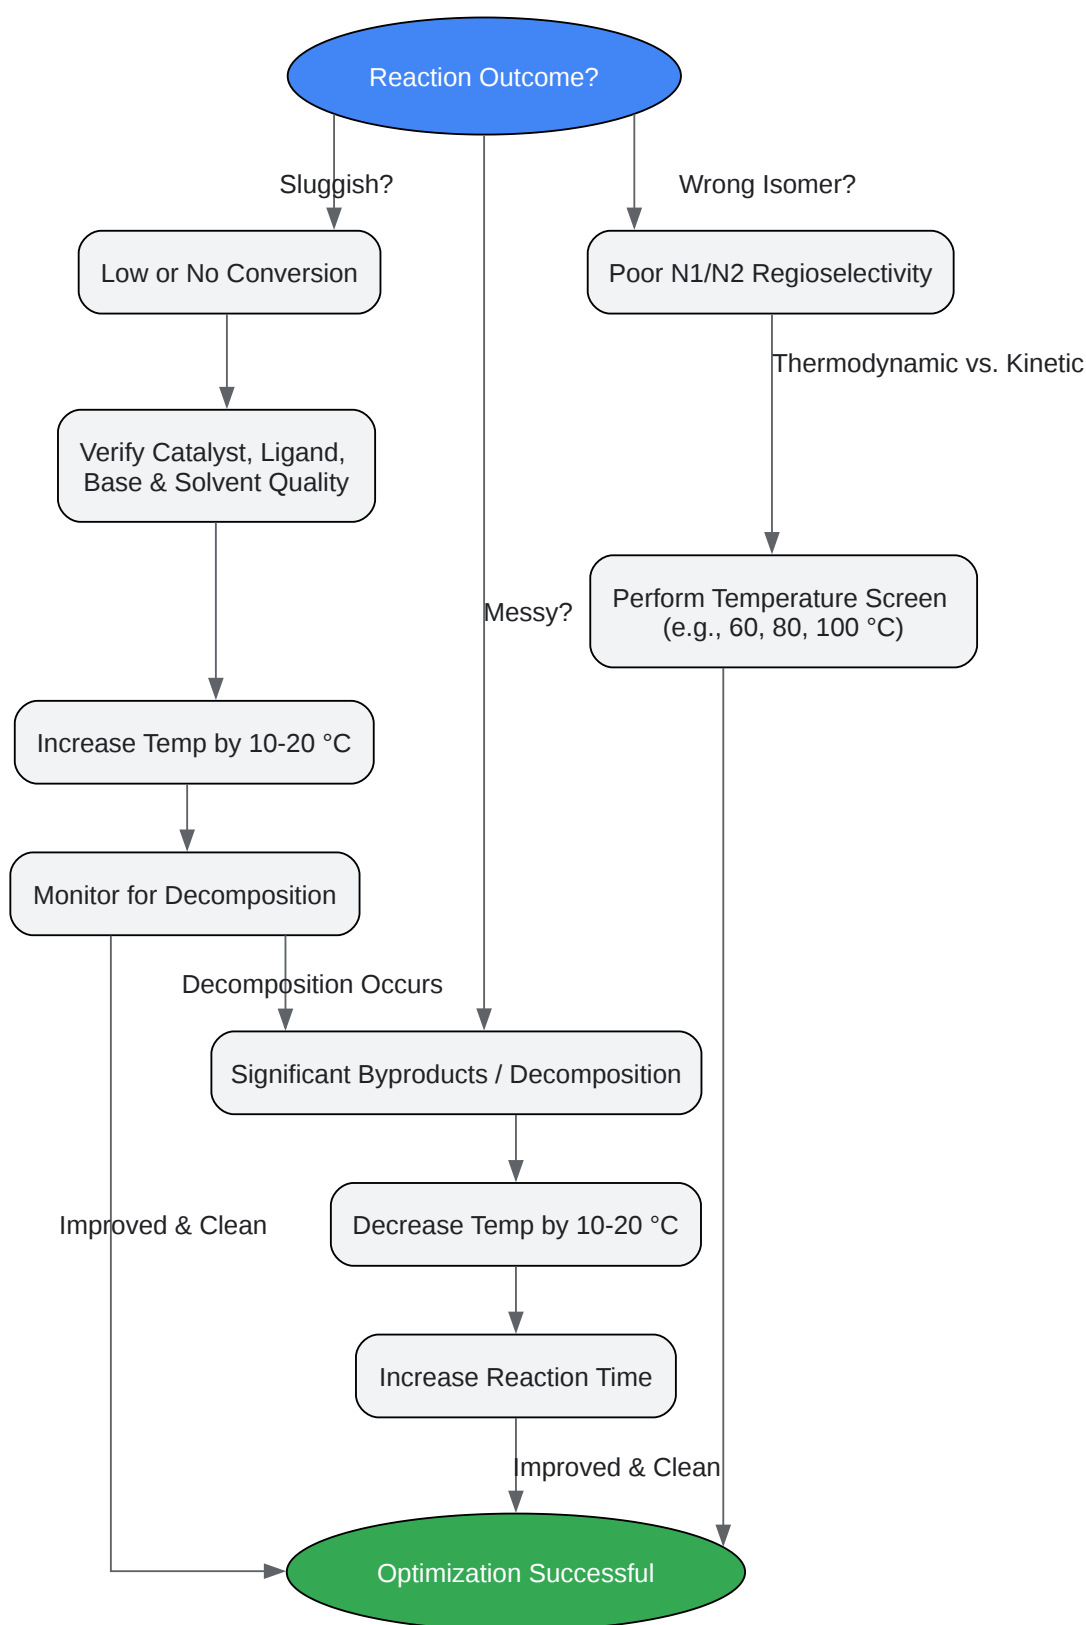 Reaction Outcome?
Sluggish?
Wrong Isomer?
Low or No Conversion
Poor N1/N2 Regioselectivity
Thermodynamic vs. Kinetic
Verify Catalyst, Ligand,
Base & Solvent Quality
Messy?
Perform Temperature Screen
(e.g., 60, 80, 100 °C)
Increase Temp by 10-20 °C
Monitor for Decomposition
Decomposition Occurs
Significant Byproducts / Decomposition
Improved & Clean
Decrease Temp by 10-20 °C
Increase Reaction Time
Improved & Clean
Optimization Successful